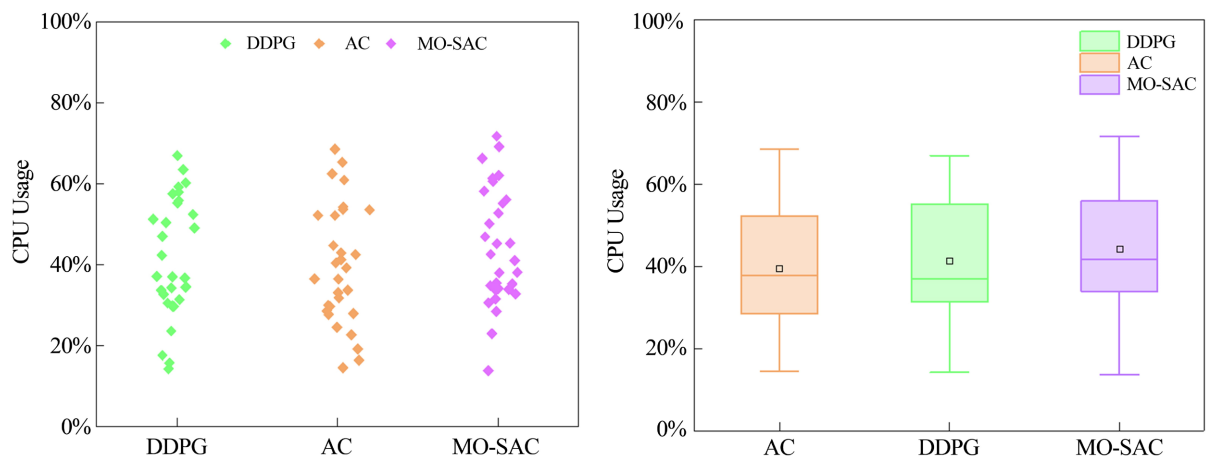 100%
80%
60%
40%
20%
0%
CPU Usage
DDPG AC MO-SAC
DDPG AC MO-SAC
100%
80%
60%
40%
20%
0%
CPU Usage
DDPG
AC
MO-SAC
AC DDPG MO-SAC